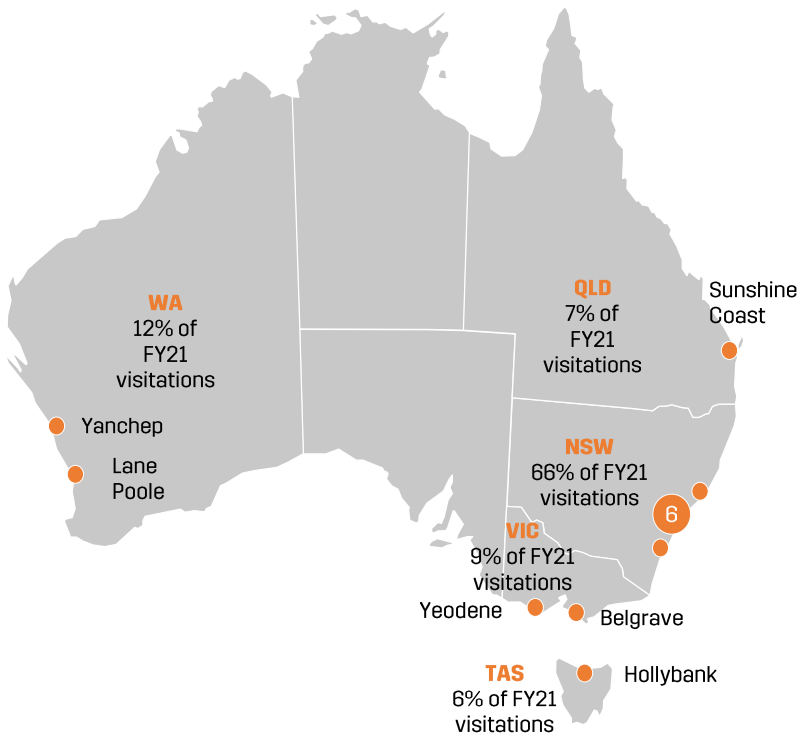 WA
12% of
FY21
visitations
QLD
7% of
FY21
visitations
Sunshine
Coast
Yanchep
Lane
Poole
NSW
66% of FY21
visitations
6
VIC
9% of FY21
visitations
Yeodene
Belgrave
TAS
6% of FY21
visitations
Hollybank